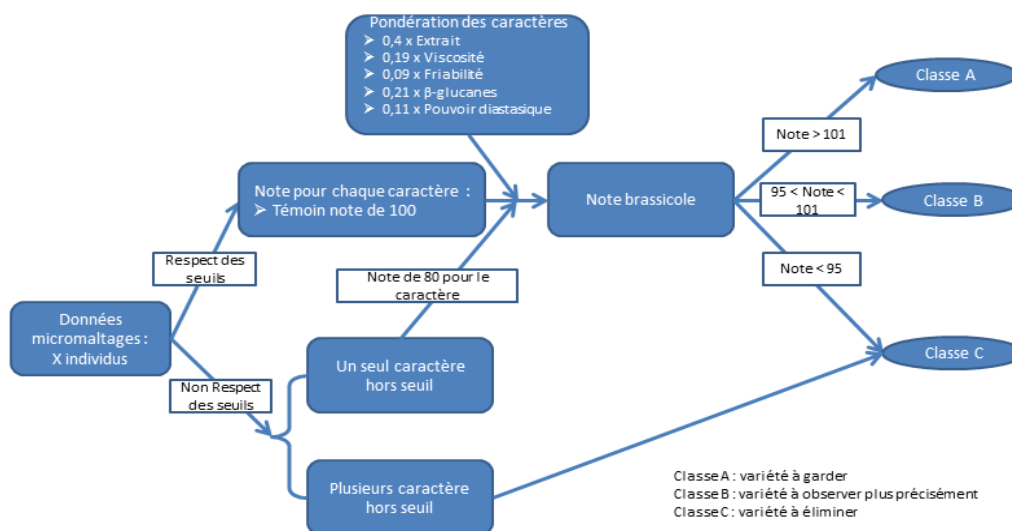 Pondération des caractères
➤ 0,4 x Extrait
➤ 0,19 x Viscosité
➤ 0,09 x Friabilité
➤ 0,21 x β-glucanes
➤ 0,11 x Pouvoir diastasique
Classe A
Note > 101
Note pour chaque caractère :
➤ Témoin note de 100
Note brassicole
95 < Note <
101
Classe B
Respect des
seuils
Note de 80 pour le
caractère
Note < 95
Données
micromaltages :
X individus
Un seul caractère
hors seuil
Classe C
Non Respect
des seuils
Plusieurs caractère
hors seuil
Classe A : variété à garder
Classe B : variété à observer plus précisément
Classe C : variété à éliminer